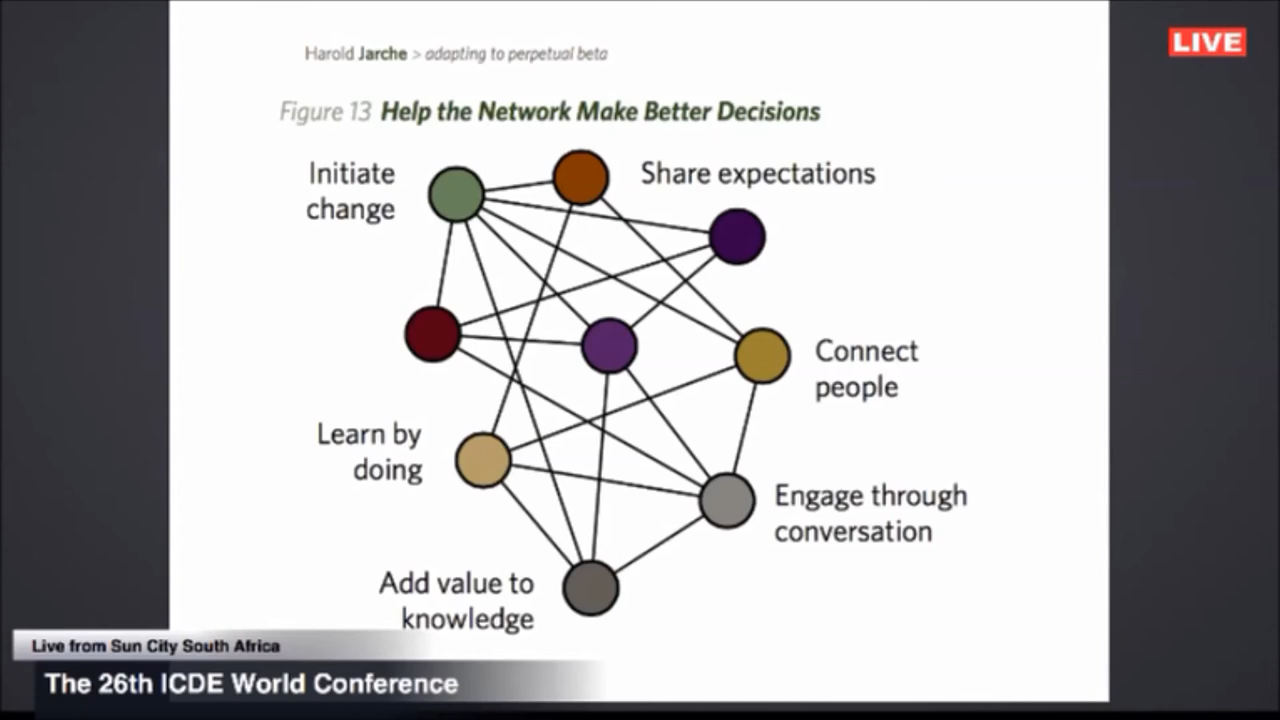 LIVE
Harold Jarche > adapting to perpetual beta
Figure 13 Help the Network Make Better Decisions
Initiate
change
Share expectations
Connect
people
Learn by
doing
Engage through
conversation
Add value to
knowledge
Live from Sun City South Africa
The 26th ICDE World Conference